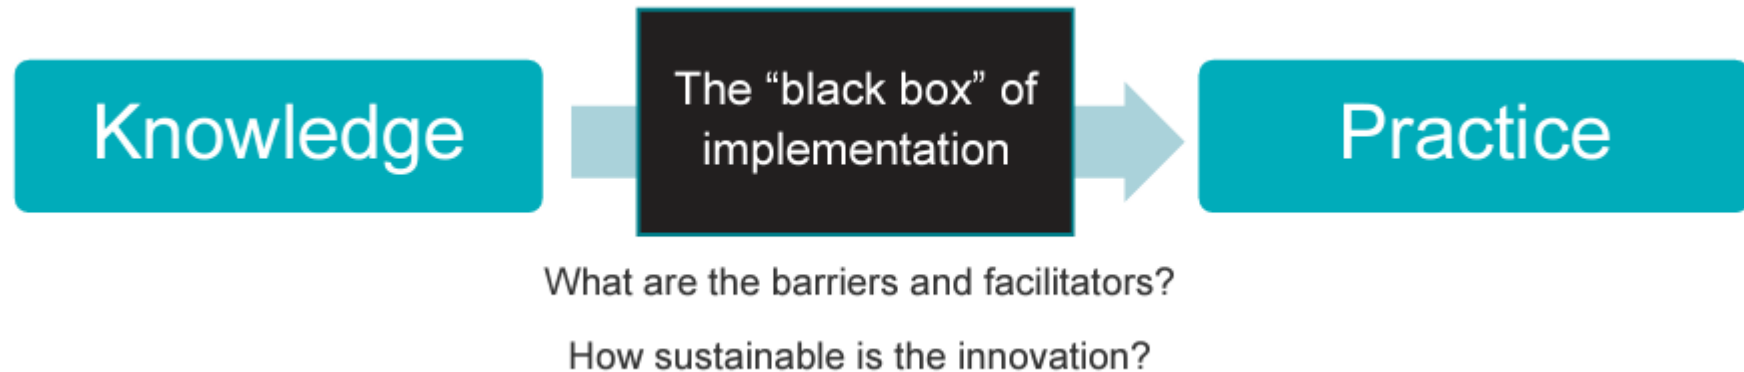 Knowledge
The “black box” of
implementation
Practice
What are the barriers and facilitators?
How sustainable is the innovation?